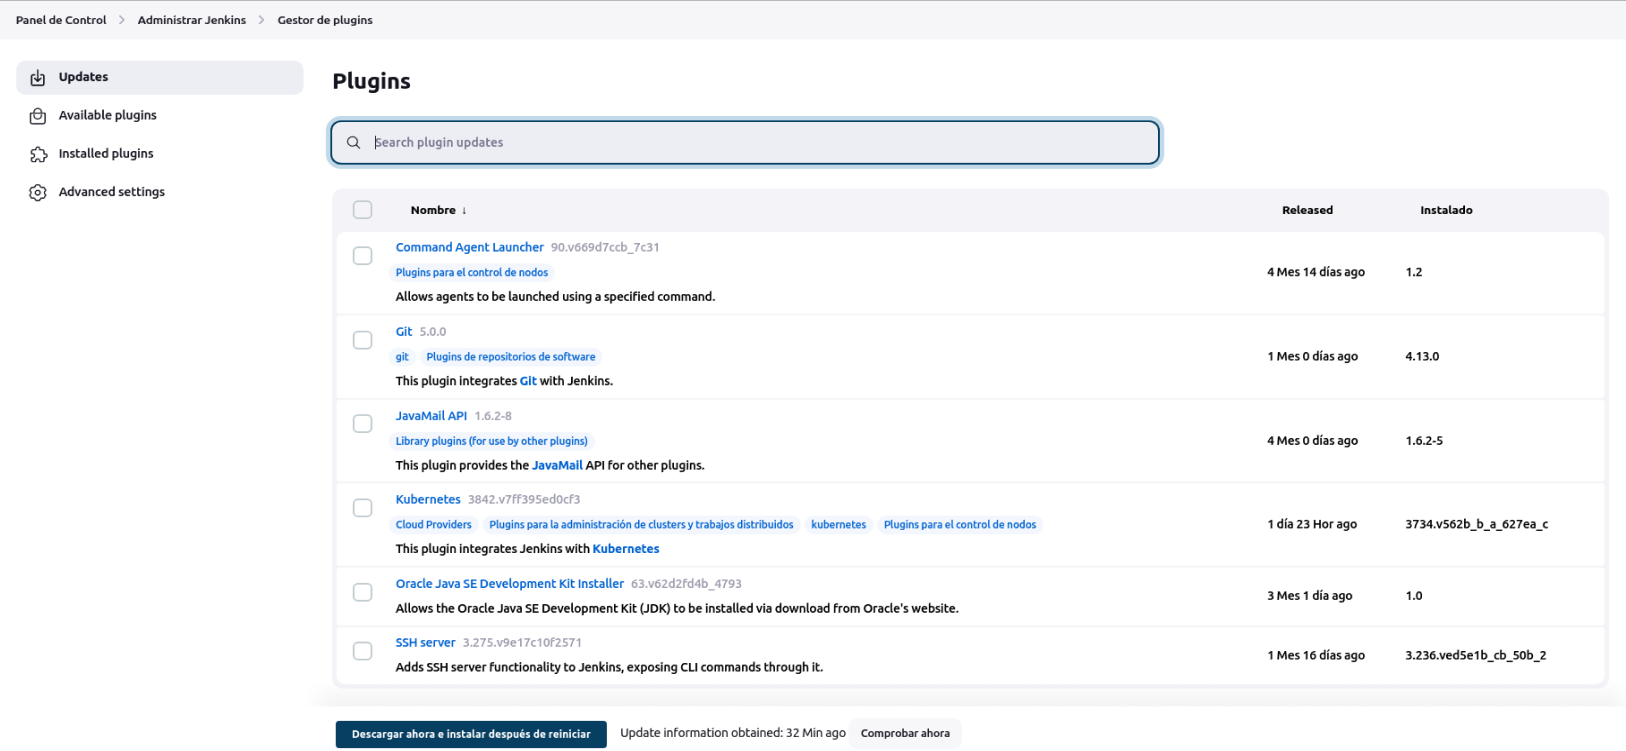 Panel de Control > Administrar Jenkins > Gestor de plugins
Updates
Available plugins
Installed plugins
Advanced settings
Plugins
Search plugin updates
Nombre ↓ Released Instalado
Command Agent Launcher 90.v669d7ccb_7c31
Plugins para el control de nodos
Allows agents to be launched using a specified command.
4 Mes 14 días ago 1.2
Git 5.0.0
git Plugins de repositorios de software
This plugin integrates Git with Jenkins.
1 Mes 0 días ago 4.13.0
JavaMail API 1.6.2-8
Library plugins (for use by other plugins)
This plugin provides the JavaMail API for other plugins.
4 Mes 0 días ago 1.6.2-5
Kubernetes 3842.v7ff395ed0cf3
Cloud Providers Plugins para la administración de clusters y trabajos distribuidos kubernetes Plugins para el control de nodos
This plugin integrates Jenkins with Kubernetes
1 día 23 Hor ago 3734.v562b_b_a_627ea_c
Oracle Java SE Development Kit Installer 63.v62d2fd4b_4793
Allows the Oracle Java SE Development Kit (JDK) to be installed via download from Oracle's website.
3 Mes 1 día ago 1.0
SSH server 3.275.v9e17c10f2571
Adds SSH server functionality to Jenkins, exposing CLI commands through it.
1 Mes 16 días ago 3.236.ved5e1b_cb_50b_2
Descargar ahora e instalar después de reiniciar Update information obtained: 32 Min ago Comprobar ahora